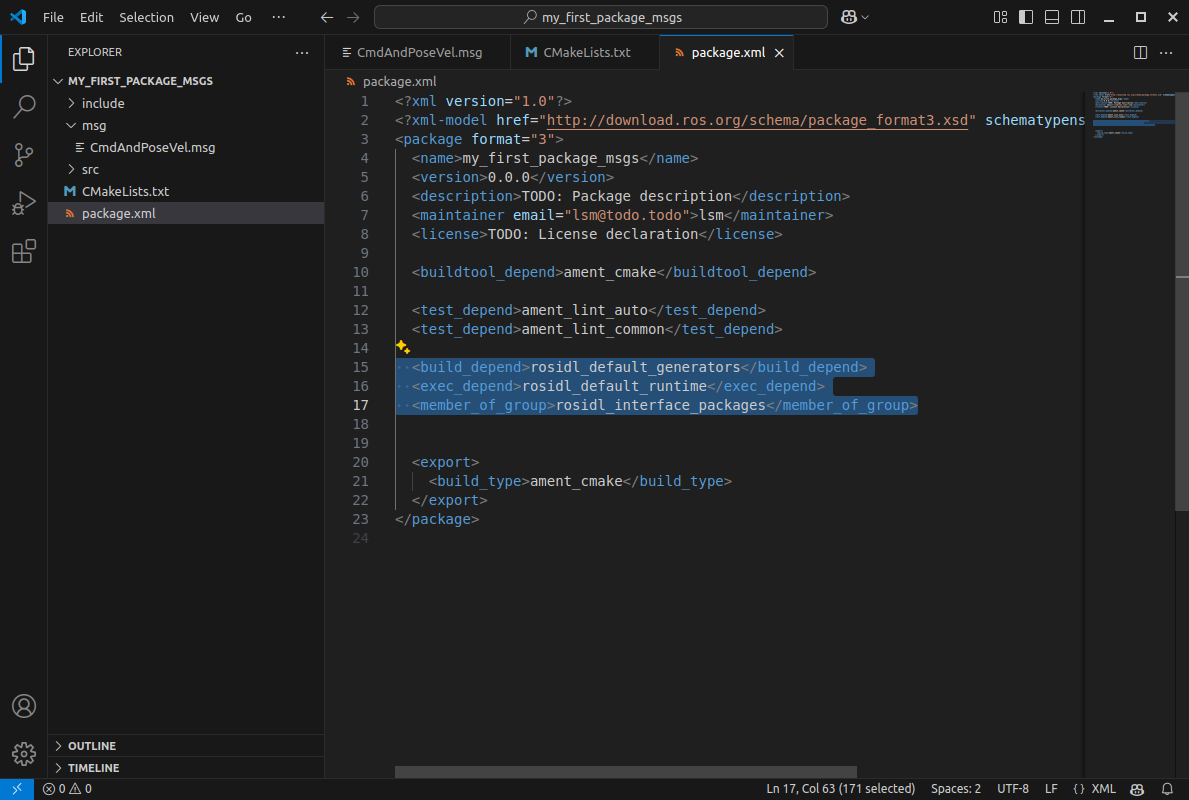 File Edit Selection View Go ··· my_first_package_msgs
EXPLORER ···
MY_FIRST_PACKAGE_MSGS
include
msg
CmdAndPoseVel.msg
src
CMakeLists.txt
package.xml
OUTLINE
TIMELINE
CmdAndPoseVel.msg CMakeLists.txt package.xml ···
package.xml
1 <?xml version="1.0"?>
2 <?xml-model href="http://download.ros.org/schema/package_format3.xsd" schematypens
3 <package format="3">
4 <name>my_first_package_msgs</name>
5 <version>0.0.0</version>
6 <description>TODO: Package description</description>
7 <maintainer email="lsm@todo.todo">lsm</maintainer>
8 <license>TODO: License declaration</license>
9
10 <buildtool_depend>ament_cmake</buildtool_depend>
11
12 <test_depend>ament_lint_auto</test_depend>
13 <test_depend>ament_lint_common</test_depend>
14
15 <build_depend>rosidl_default_generators</build_depend>
16 <exec_depend>rosidl_default_runtime</exec_depend>
17 <member_of_group>rosidl_interface_packages</member_of_group>
18
19
20 <export>
21 <build_type>ament_cmake</build_type>
22 </export>
23 </package>
24
0 0 Ln 17, Col 63 (171 selected) Spaces: 2 UTF-8 LF {} XML